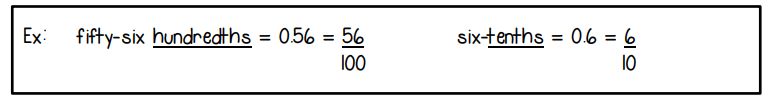 Ex: fifty-six hundredths = 0.56 = 56 six-tenths = 0.6 = 6
100 10